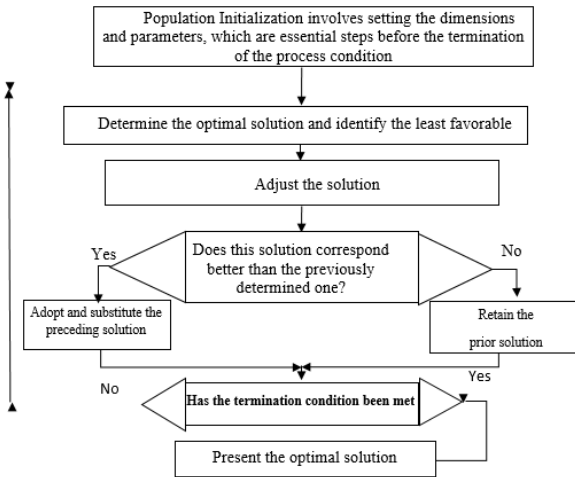 Population Initialization involves setting the dimensions
and parameters, which are essential steps before the termination
of the process condition
Determine the optimal solution and identify the least favorable
Adjust the solution
Yes
Does this solution correspond
better than the previously
determined one?
No
Adopt and substitute the
preceding solution
Retain the
prior solution
No
Yes
Has the termination condition been met
Present the optimal solution